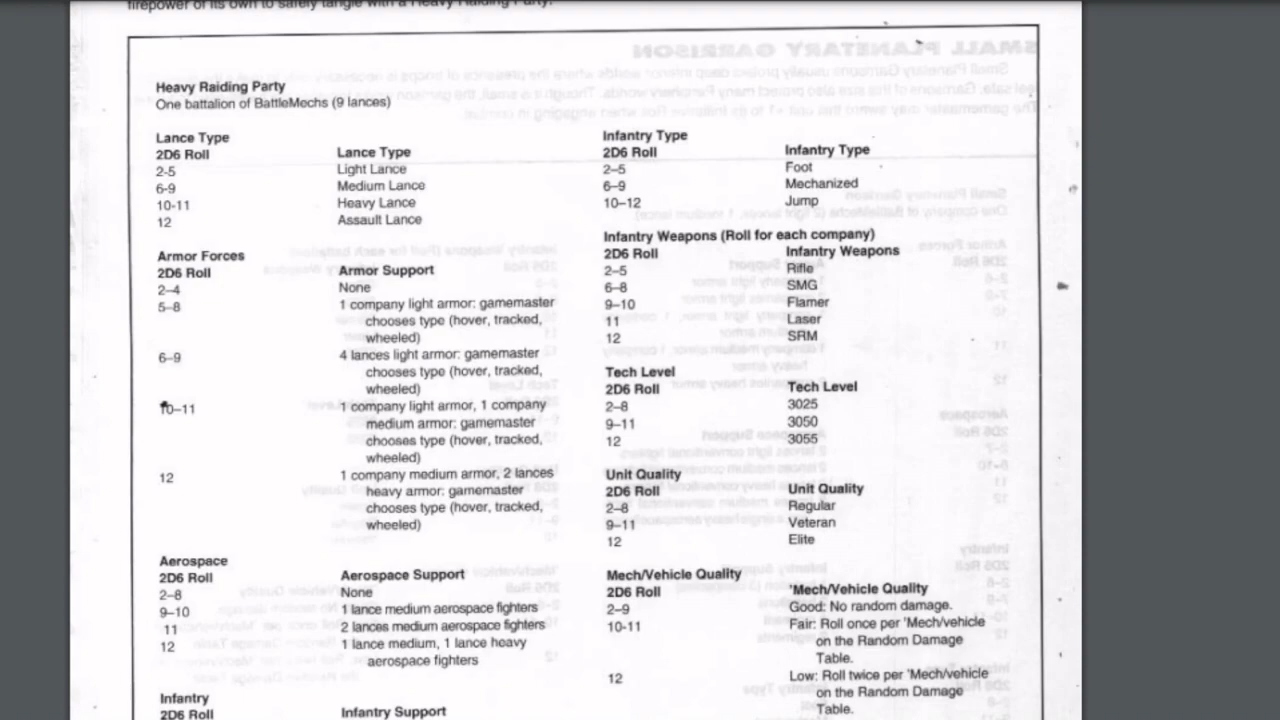 firepower of its own to safely tangle with a Heavy Raiding Party.
Heavy Raiding Party
One battalion of BattleMechs (9 lances)
Lance Type
2D6 Roll Lance Type
2-5 Light Lance
6-9 Medium Lance
10-11 Heavy Lance
12 Assault Lance
Armor Forces
2D6 Roll Armor Support
2–4 None
5–8 1 company light armor: gamemaster
chooses type (hover, tracked,
wheeled)
6–9 4 lances light armor: gamemaster
chooses type (hover, tracked,
wheeled)
10–11 1 company light armor, 1 company
medium armor: gamemaster
chooses type (hover, tracked,
wheeled)
12 1 company medium armor, 2 lances
heavy armor: gamemaster
chooses type (hover, tracked,
wheeled)
Aerospace
2D6 Roll Aerospace Support
2–8 None
9–10 1 lance medium aerospace fighters
11 2 lances medium aerospace fighters
12 1 lance medium, 1 lance heavy
aerospace fighters
Infantry
2D6 Roll Infantry Support
Infantry Type
2D6 Roll Infantry Type
2–5 Foot
6–9 Mechanized
10–12 Jump
Infantry Weapons (Roll for each company)
2D6 Roll Infantry Weapons
2–5 Rifle
6–8 SMG
9–10 Flamer
11 Laser
12 SRM
Tech Level
2D6 Roll Tech Level
2–8 3025
9–11 3050
12 3055
Unit Quality
2D6 Roll Unit Quality
2–8 Regular
9–11 Veteran
12 Elite
Mech/Vehicle Quality
2D6 Roll 'Mech/Vehicle Quality
2–9 Good: No random damage.
10-11 Fair: Roll once per 'Mech/vehicle
on the Random Damage
Table.
12 Low: Roll twice per 'Mech/vehicle
on the Random Damage
Table.